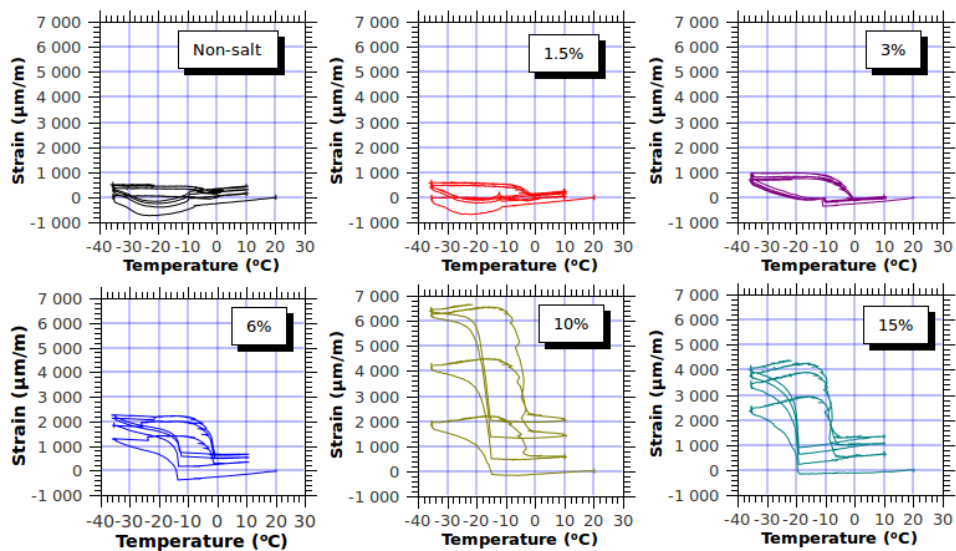 7 000 7 000 7 000
6 000 Non-salt 6 000 1.5% 6 000 3%
5 000 5 000 5 000
4 000 4 000 4 000
3 000 3 000 3 000
2 000 2 000 2 000
1 000 1 000 1 000
0 0 0
-1 000 -1 000 -1 000
Strain (µm/m) Strain (µm/m) Strain (µm/m)
-40 -30 -20 -10 0 10 20 30 -40 -30 -20 -10 0 10 20 30 -40 -30 -20 -10 0 10 20 30
Temperature (ºC) Temperature (ºC) Temperature (ºC)
7 000 7 000 7 000
6 000 6% 6 000 10% 6 000 15%
5 000 5 000 5 000
4 000 4 000 4 000
3 000 3 000 3 000
2 000 2 000 2 000
1 000 1 000 1 000
0 0 0
-1 000 -1 000 -1 000
Strain (µm/m) Strain (µm/m) Strain (µm/m)
-40 -30 -20 -10 0 10 20 30 -40 -30 -20 -10 0 10 20 30 -40 -30 -20 -10 0 10 20 30
Temperature (ºC) Temperature (ºC) Temperature (ºC)